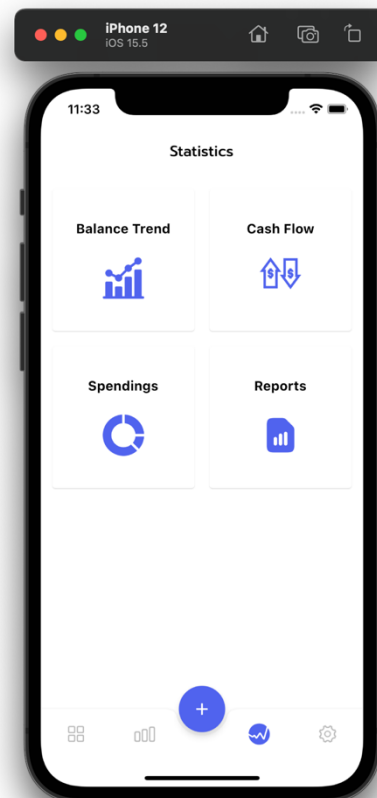 iPhone 12
iOS 15.5
11:33
Statistics
Balance Trend
Cash Flow
Spendings
Reports